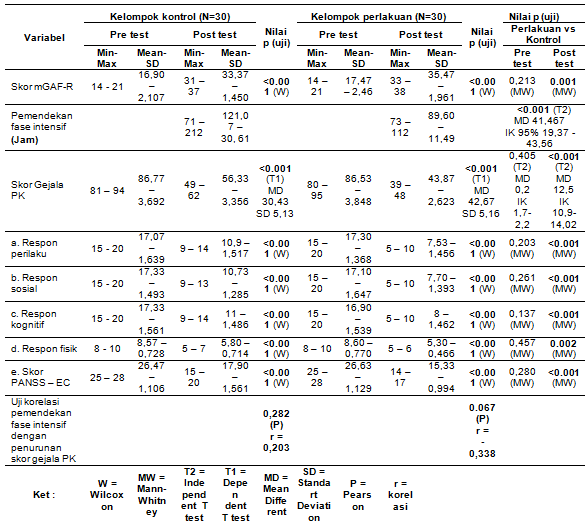 Variabel Kelompok kontrol (N=30) Nilai p (uji) Kelompok perlakuan (N=30) Nilai p (uji) Nilai p (uji)
Pre test Post test Pre test Post test Perlakuan vs Kontrol
Min-Max Mean-SD Min-Max Mean-SD Min-Max Mean-SD Min-Max Mean-SD Pre test Post test
Skor mGAF-R 14 - 21 16,90 – 2,107 31 – 37 33,37 – 1,450 <0.001 (W) 14 – 21 17,47 – 2,46 33 – 38 35,47 – 1,961 <0.001 (W) 0,213 (MW) 0.001 (MW)
Pemendekan fase intensif (Jam) 71 – 212 121,07 – 30,61 73 – 112 89,60 – 11,49 <0.001 (T2) MD 41,467 IK 95% 19,37 - 43,56
Skor Gejala PK 81 – 94 86,77 – 3,692 49 – 62 56,33 – 3,356 <0.001 (T1) MD 30,43 SD 5,13 80 – 95 86,53 – 3,848 39 – 48 43,87 – 2,623 <0.001 (T1) MD 42,67 SD 5,16 0,405 (T2) MD 0,2 IK 1,7-2,2 <0.001 (T2) MD 12,5 IK 10,9-14,02
a. Respon perilaku 15 - 20 17,07 – 1,639 9 – 14 10,9 – 1,517 <0.001 (W) 15 – 20 17,30 – 1,368 5 – 10 7,53 – 1,456 <0.001 (W) 0,203 (MW) <0.001 (MW)
b. Respon sosial 15 - 20 17,33 – 1,493 9 – 13 10,73 – 1,285 <0.001 (W) 15 – 20 17,10 – 1,647 5 – 10 7,70 – 1,393 <0.001 (W) 0,261 (MW) <0.001 (MW)
c. Respon kognitif 15 - 20 17,33 – 1,561 9 – 14 11 – 1,486 <0.001 (W) 15 – 20 16,90 – 1,539 5 – 10 8 – 1,462 <0.001 (W) 0,137 (MW) <0.001 (MW)
d. Respon fisik 8 - 10 8,57 – 0,728 5 – 7 5,80 – 0,714 <0.001 (W) 8 – 10 8,60 – 0,770 5 – 6 5,30 – 0,466 <0.001 (W) 0,457 (MW) 0.002 (MW)
e. Skor PANSS – EC 25 – 28 26,47 – 1,106 15 – 20 17,90 – 1,561 <0.001 (W) 25 – 28 26,63 – 1,129 14 – 17 15,33 – 0,994 <0.001 (W) 0,280 (MW) <0.001 (MW)
Uji korelasi pemendekan fase intensif dengan penurunan skor gejala PK 0,282 (P) r = 0,203 0.067 (P) r = - 0,338
Ket : W = Wilcoxon MW = Mann-Whitney T2 = Independent T test T1 = Dependent T test MD = Mean Different SD = Standart Deviation P = Pearson r = korelasi